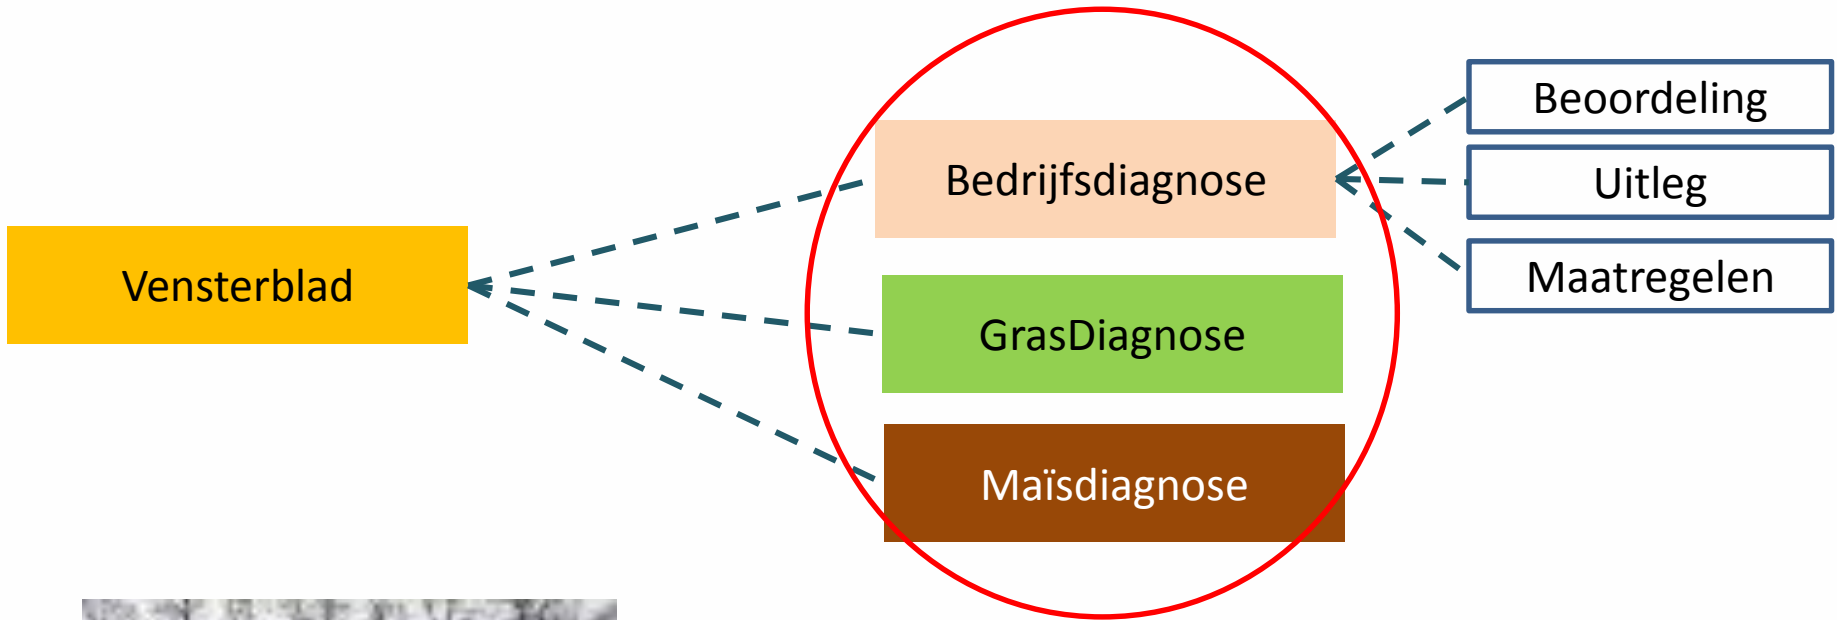 Vensterblad
Bedrijfsdiagnose
GrasDiagnose
Maïsdiagnose
Beoordeling
Uitleg
Maatregelen